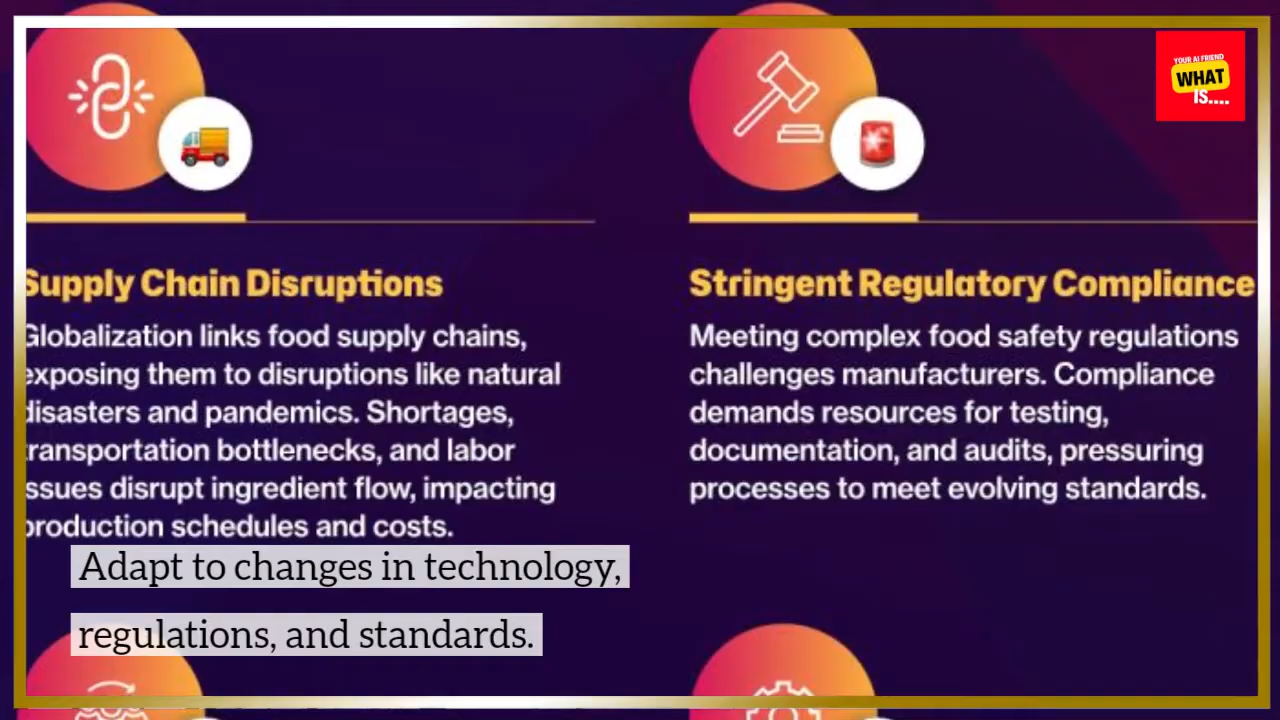 YOUR AI FRIEND
WHAT
IS....
Supply Chain Disruptions
Globalization links food supply chains,
exposing them to disruptions like natural
disasters and pandemics. Shortages,
transportation bottlenecks, and labor
issues disrupt ingredient flow, impacting
production schedules and costs.
Stringent Regulatory Compliance
Meeting complex food safety regulations
challenges manufacturers. Compliance
demands resources for testing,
documentation, and audits, pressuring
processes to meet evolving standards.
Adapt to changes in technology,
regulations, and standards.